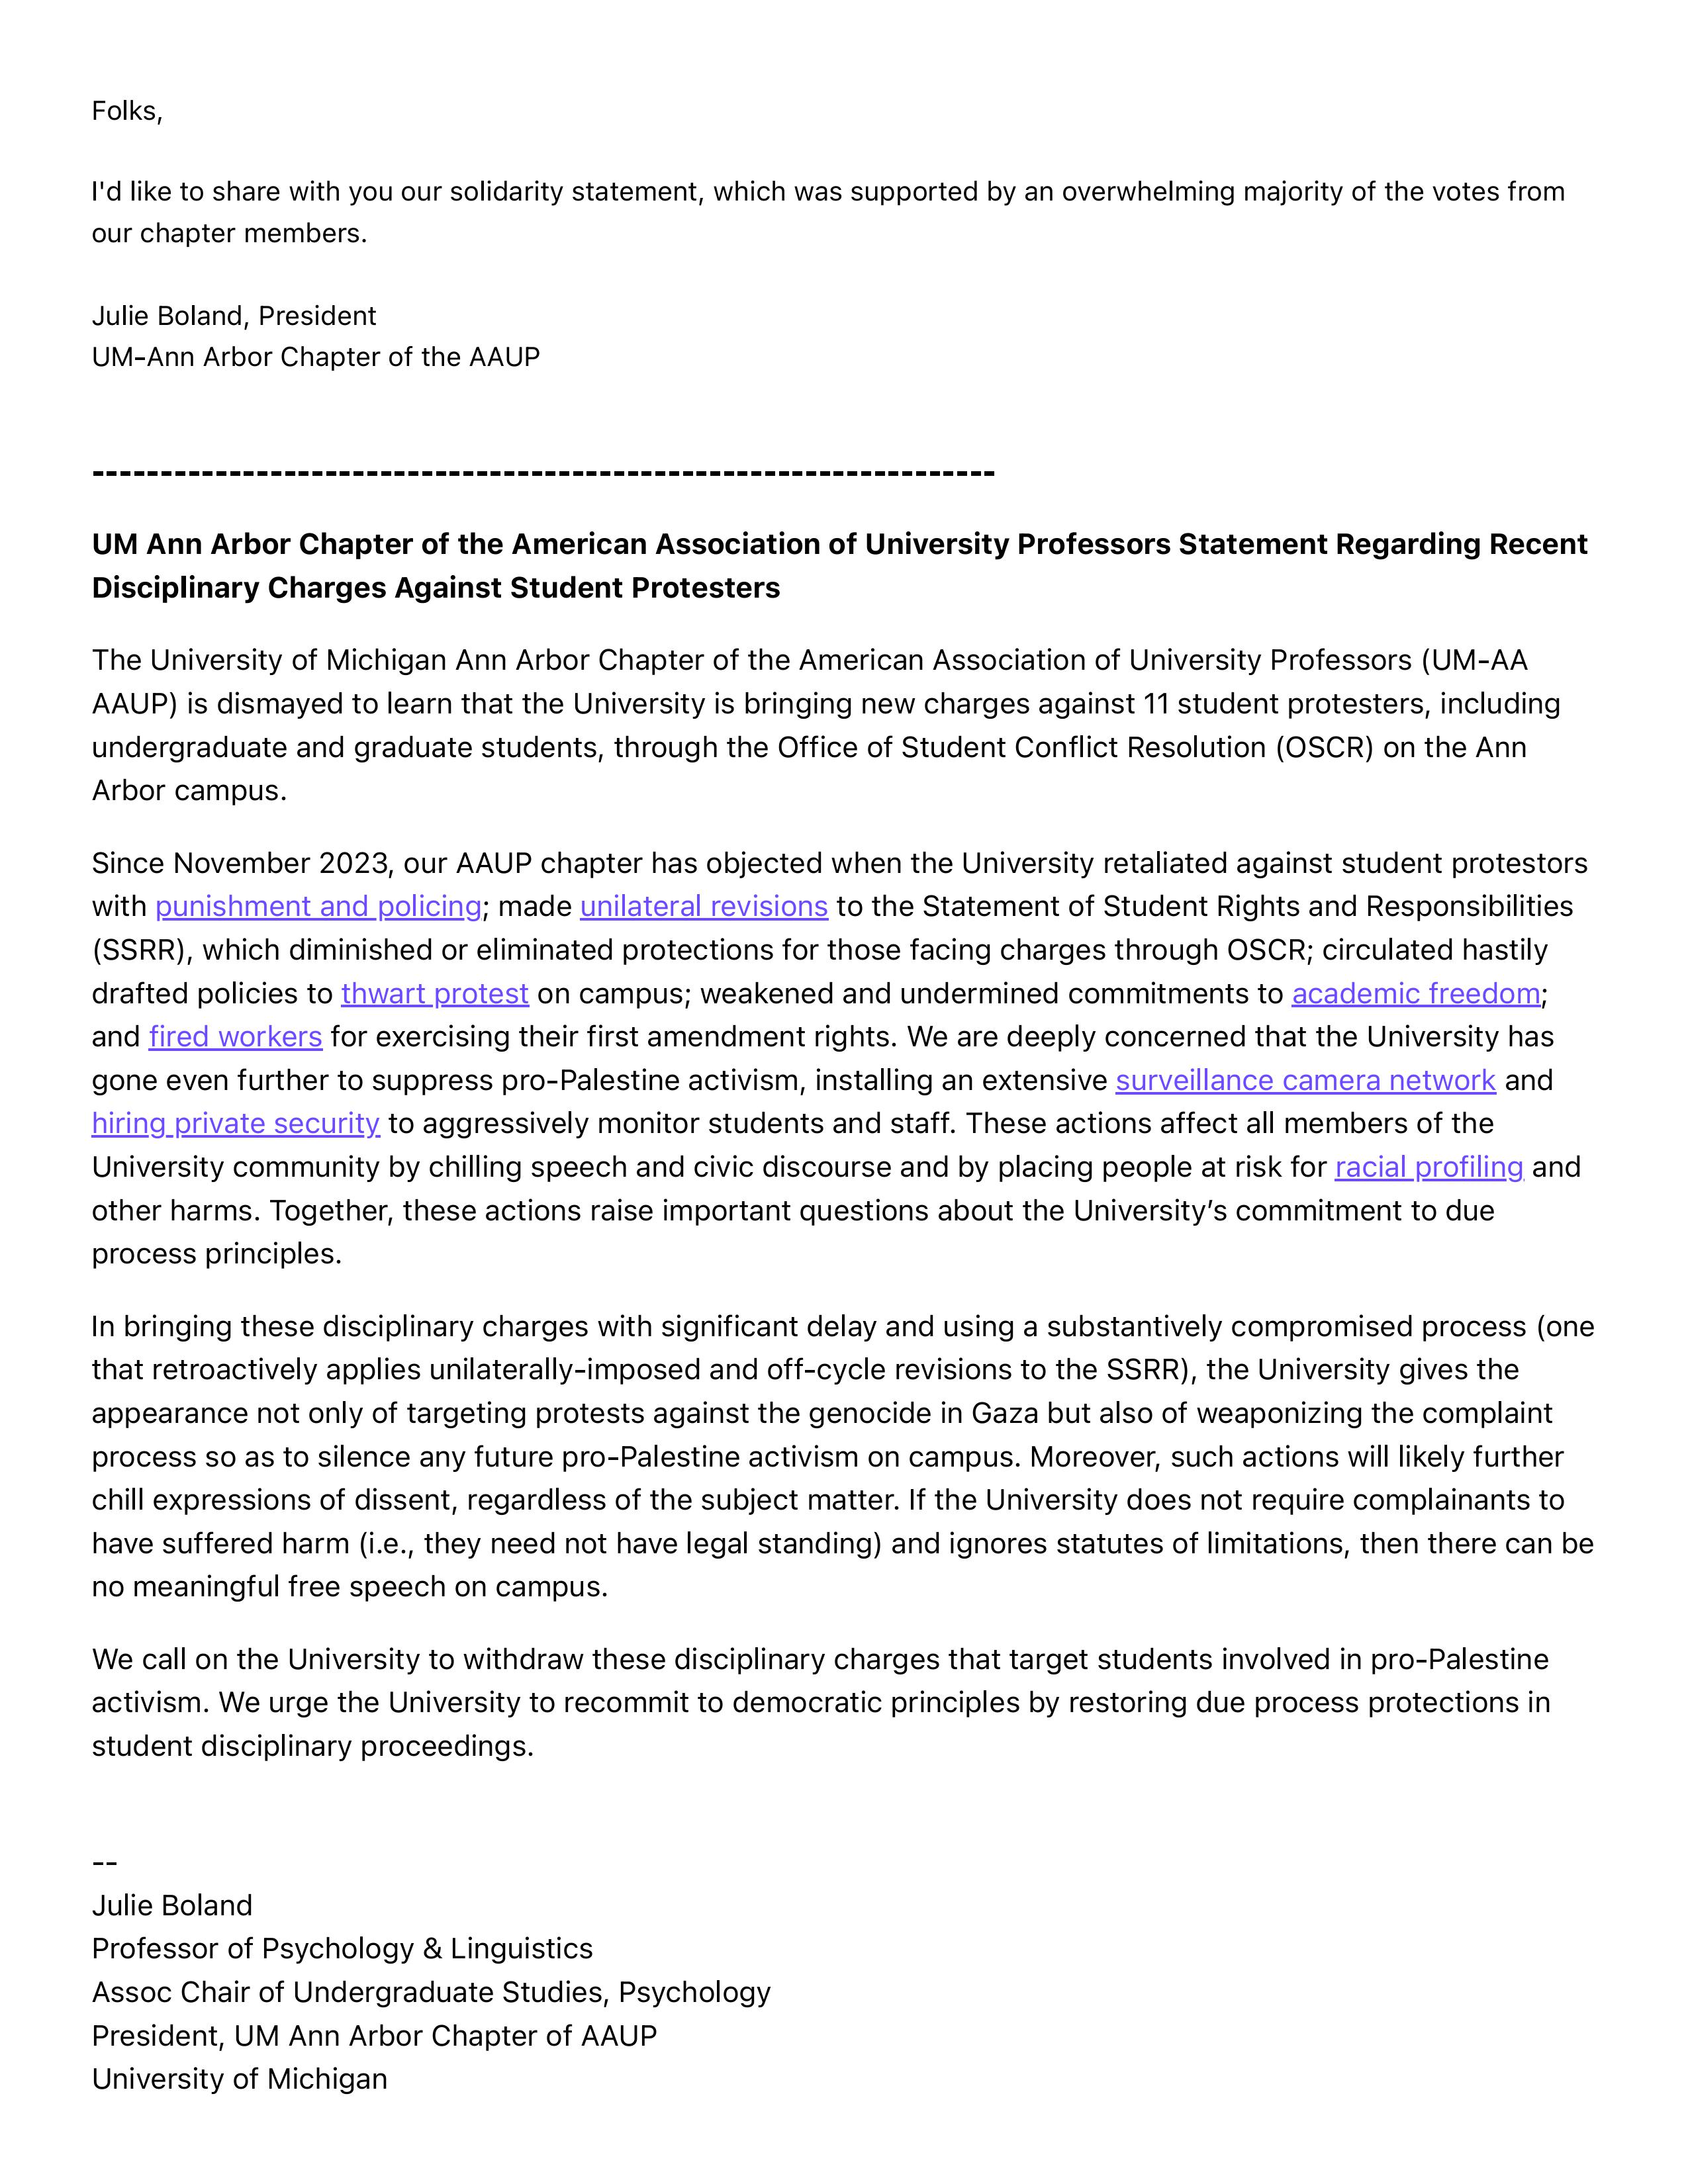 Folks,
I'd like to share with you our solidarity statement, which was supported by an overwhelming majority of the votes from
our chapter members.
Julie Boland, President
UM-Ann Arbor Chapter of the AAUP
------------------------------------------------------------------
UM Ann Arbor Chapter of the American Association of University Professors Statement Regarding Recent
Disciplinary Charges Against Student Protesters
The University of Michigan Ann Arbor Chapter of the American Association of University Professors (UM-AA
AAUP) is dismayed to learn that the University is bringing new charges against 11 student protesters, including
undergraduate and graduate students, through the Office of Student Conflict Resolution (OSCR) on the Ann
Arbor campus.
Since November 2023, our AAUP chapter has objected when the University retaliated against student protestors
with punishment and policing; made unilateral revisions to the Statement of Student Rights and Responsibilities
(SSRR), which diminished or eliminated protections for those facing charges through OSCR; circulated hastily
drafted policies to thwart protest on campus; weakened and undermined commitments to academic freedom;
and fired workers for exercising their first amendment rights. We are deeply concerned that the University has
gone even further to suppress pro-Palestine activism, installing an extensive surveillance camera network and
hiring private security to aggressively monitor students and staff. These actions affect all members of the
University community by chilling speech and civic discourse and by placing people at risk for racial profiling and
other harms. Together, these actions raise important questions about the University’s commitment to due
process principles.
In bringing these disciplinary charges with significant delay and using a substantively compromised process (one
that retroactively applies unilaterally-imposed and off-cycle revisions to the SSRR), the University gives the
appearance not only of targeting protests against the genocide in Gaza but also of weaponizing the complaint
process so as to silence any future pro-Palestine activism on campus. Moreover, such actions will likely further
chill expressions of dissent, regardless of the subject matter. If the University does not require complainants to
have suffered harm (i.e., they need not have legal standing) and ignores statutes of limitations, then there can be
no meaningful free speech on campus.
We call on the University to withdraw these disciplinary charges that target students involved in pro-Palestine
activism. We urge the University to recommit to democratic principles by restoring due process protections in
student disciplinary proceedings.
--
Julie Boland
Professor of Psychology & Linguistics
Assoc Chair of Undergraduate Studies, Psychology
President, UM Ann Arbor Chapter of AAUP
University of Michigan